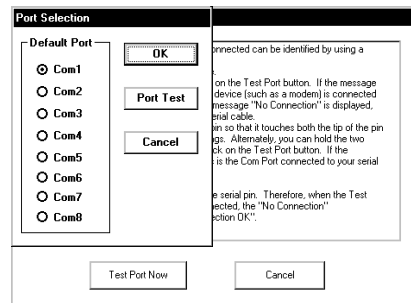 Port Selection
Default Port
Com1
Com2
Com3
Com4
Com5
Com6
Com7
Com8
OK
Port Test
Cancel
onnected can be identified by using a
on the Test Port button. If the message
device (such as a modem) is connected
message "No Connection" is displayed,
erial cable.
in so that it touches both the tip of the pin
ngs. Alternately, you can hold the two
ck on the Test Port button. If the
is the Com Port connected to your serial
e serial pin. Therefore, when the Test
nected, the "No Connection"
ection OK".
Test Port Now
Cancel